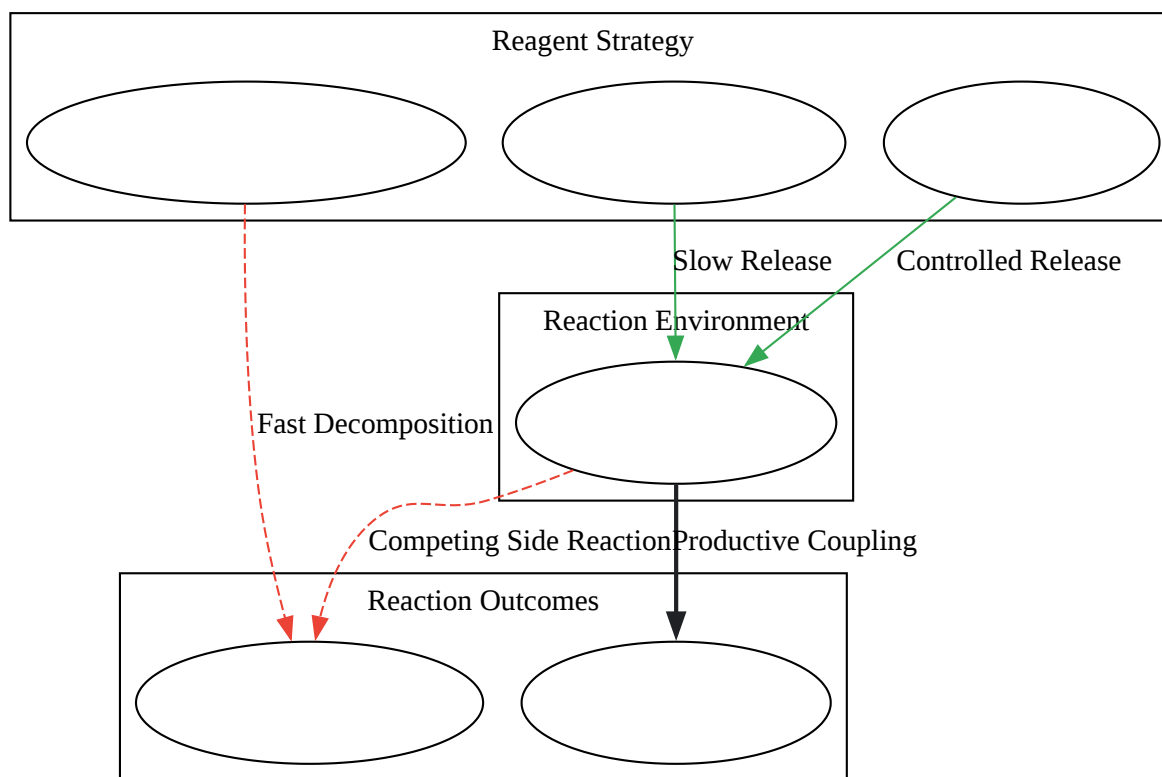 Reagent Strategy
Slow Release
Controlled Release
Reaction Environment
Fast Decomposition
Competing Side Reaction
Productive Coupling
Reaction Outcomes